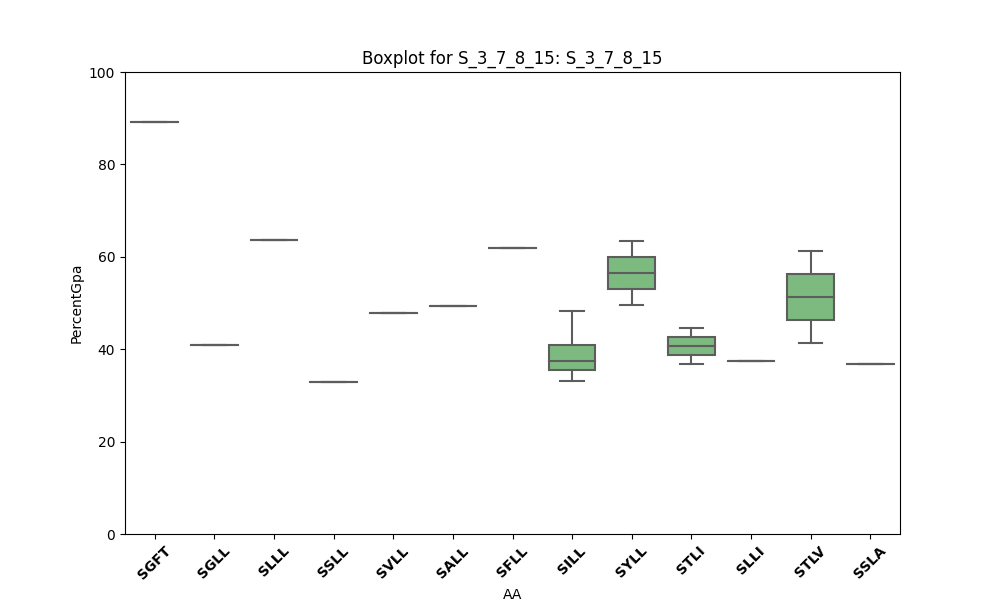 Boxplot for S_3_7_8_15: S_3_7_8_15
100
80
60
40
20
0
PercentGpa
SGFT SGLL SLLL SSLL SVLL SALL SFLL SILL SYLL STLI SLLI STLV SSLA
AA